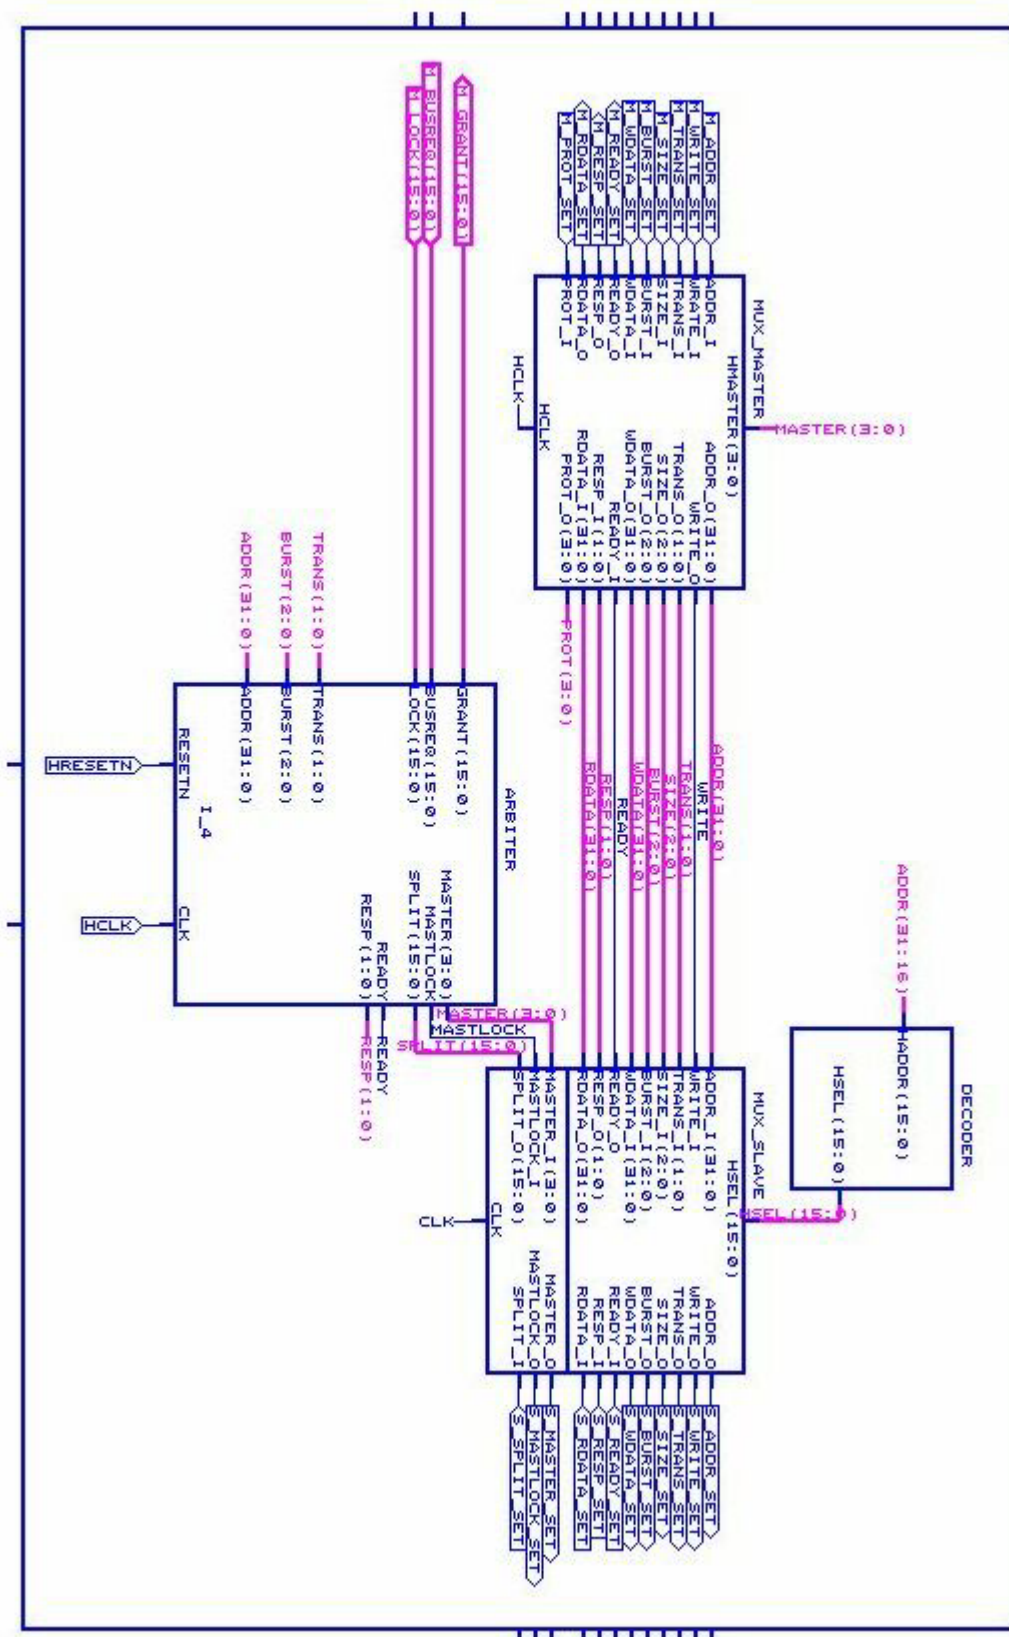 DECODER
ADDR(31:16)
HADDR(15:0)
HSEL(15:0)
HSEL(15:0)
MUX_MASTER
MASTER(3:0)
HMASTER(3:0)
M_ADDR_SET
M_WRITE_SET
M_TRANS_SET
M_SIZE_SET
M_BURST_SET
M_WDATA_SET
M_READY_SET
M_RESP_SET
M_RDATA_SET
M_PROT_SET
ADDR_I
WRATE_I
TRANS_I
SIZE_I
BURST_I
WDATA_I
READY_O
RESP_O
RDATA_O
PROT_I
ADDR_O(31:0)
WRITE_O
TRANS_O(1:0)
SIZE_O(2:0)
BURST_O(2:0)
WDATA_O(31:0)
READY_I
RESP_I(1:0)
RDATA_I(31:0)
PROT_O(3:0)
HCLK
HCLK
ADDR(31:0)
WRITE
TRANS(1:0)
SIZE(2:0)
BURST(2:0)
WDATA(31:0)
READY
RESP(1:0)
RDATA(31:0)
PROT(3:0)
MUX_SLAVE
HSEL(15:0)
ADDR_I(31:0)
WRITE_I
TRANS_I(1:0)
SIZE_I(2:0)
BURST_I(2:0)
WDATA_I(31:0)
READY_O
RESP_O(1:0)
RDATA_O(31:0)
MASTER_I(3:0)
MASTLOCK_I
SPLIT_O(15:0)
ADDR_O
WRITE_O
TRANS_O
SIZE_O
BURST_O
WDATA_O
READY_I
RESP_I
RDATA_I
MASTER_O
MASTLOCK_O
SPLIT_I
CLK
CLK
S_ADDR_SET
S_WRITE_SET
S_TRANS_SET
S_SIZE_SET
S_BURST_SET
S_WDATA_SET
S_READY_SET
S_RESP_SET
S_RDATA_SET
S_MASTER_SET
S_MASTLOCK_SET
S_SPLIT_SET
M_GRANT(15:0)
M_BUSREQ(15:0)
M_LOCK(15:0)
ARBITER
GRANT(15:0)
BUSREQ(15:0)
LOCK(15:0)
TRANS(1:0)
TRANS(1:0)
BURST(2:0)
BURST(2:0)
ADDR(31:0)
ADDR(31:0)
MASTER(3:0)
MASTLOCK
SPLIT(15:0)
READY
RESP(1:0)
MASTER(3:0)
MASTLOCK
SPLIT(15:0)
READY
RESP(1:0)
I_4
RESETN
CLK
HRESETN
HCLK